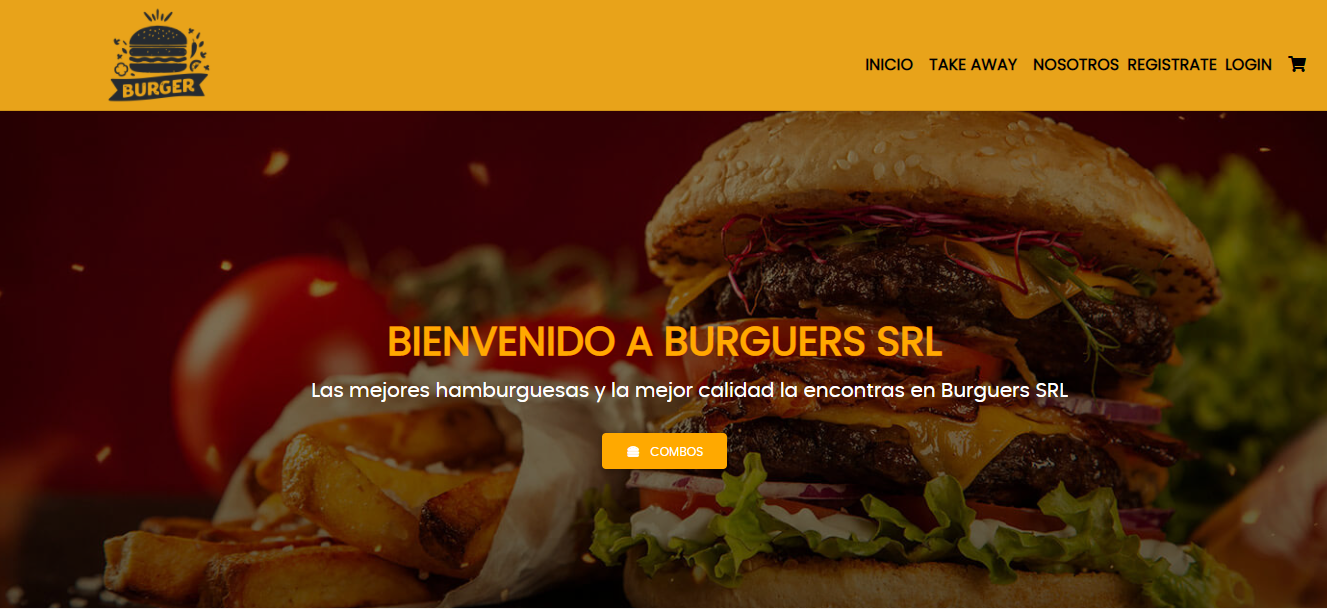 BURGER
INICIO TAKE AWAY NOSOTROS REGISTRATE LOGIN
BIENVENIDO A BURGUERS SRL
Las mejores hamburguesas y la mejor calidad la encontras en Burguers SRL
COMBOS